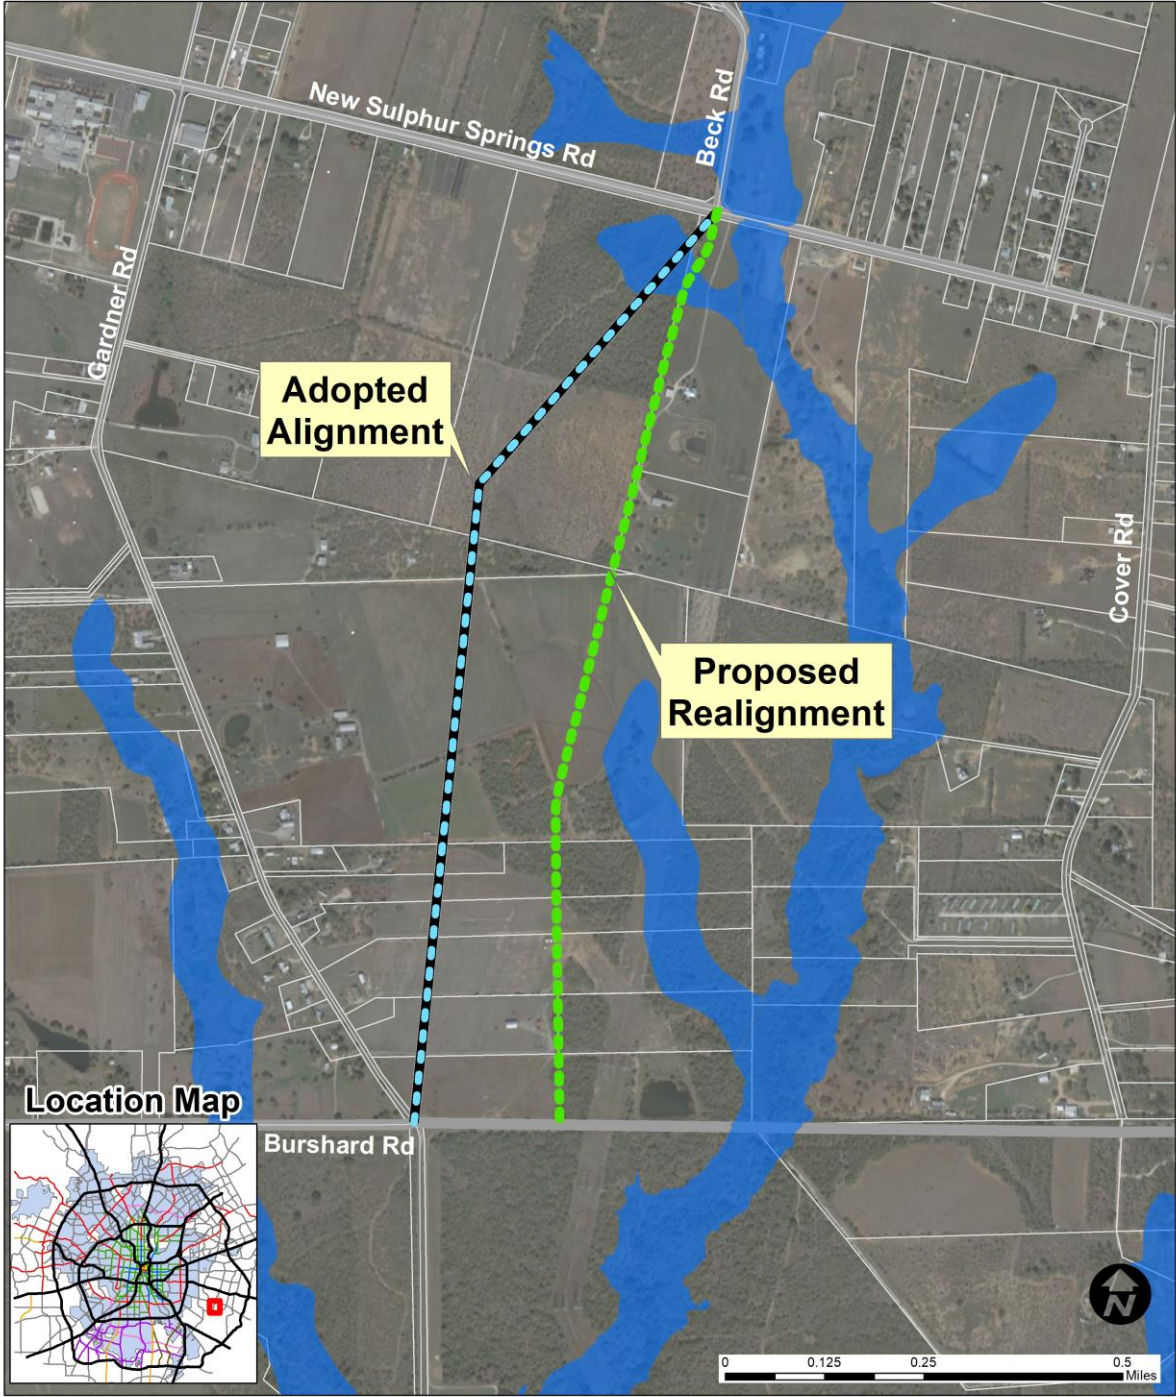 New Sulphur Springs Rd
Beck Rd
Gardner Rd
Adopted
Alignment
Cover Rd
Proposed
Realignment
Location Map
Burshard Rd
N
0 0.125 0.25 0.5
Miles